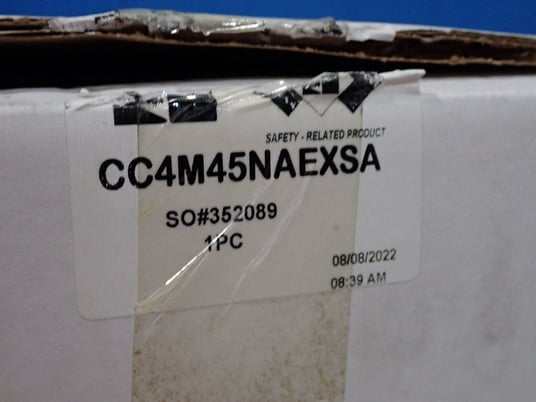 SAFETY - RELATED PRODUCT
CC4M45NAEXSA
SO#352089
1PC
08/08/2022
08:39 AM